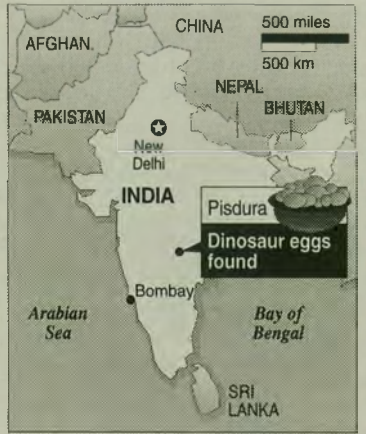 CHINA
500 miles
500 km
AFGHAN.
NEPAL
BHUTAN
PAKISTAN
New
Delhi
INDIA
Pisdura
Dinosaur eggs
found
Bombay
Arabian
Sea
Bay of
Bengal
SRI
LANKA